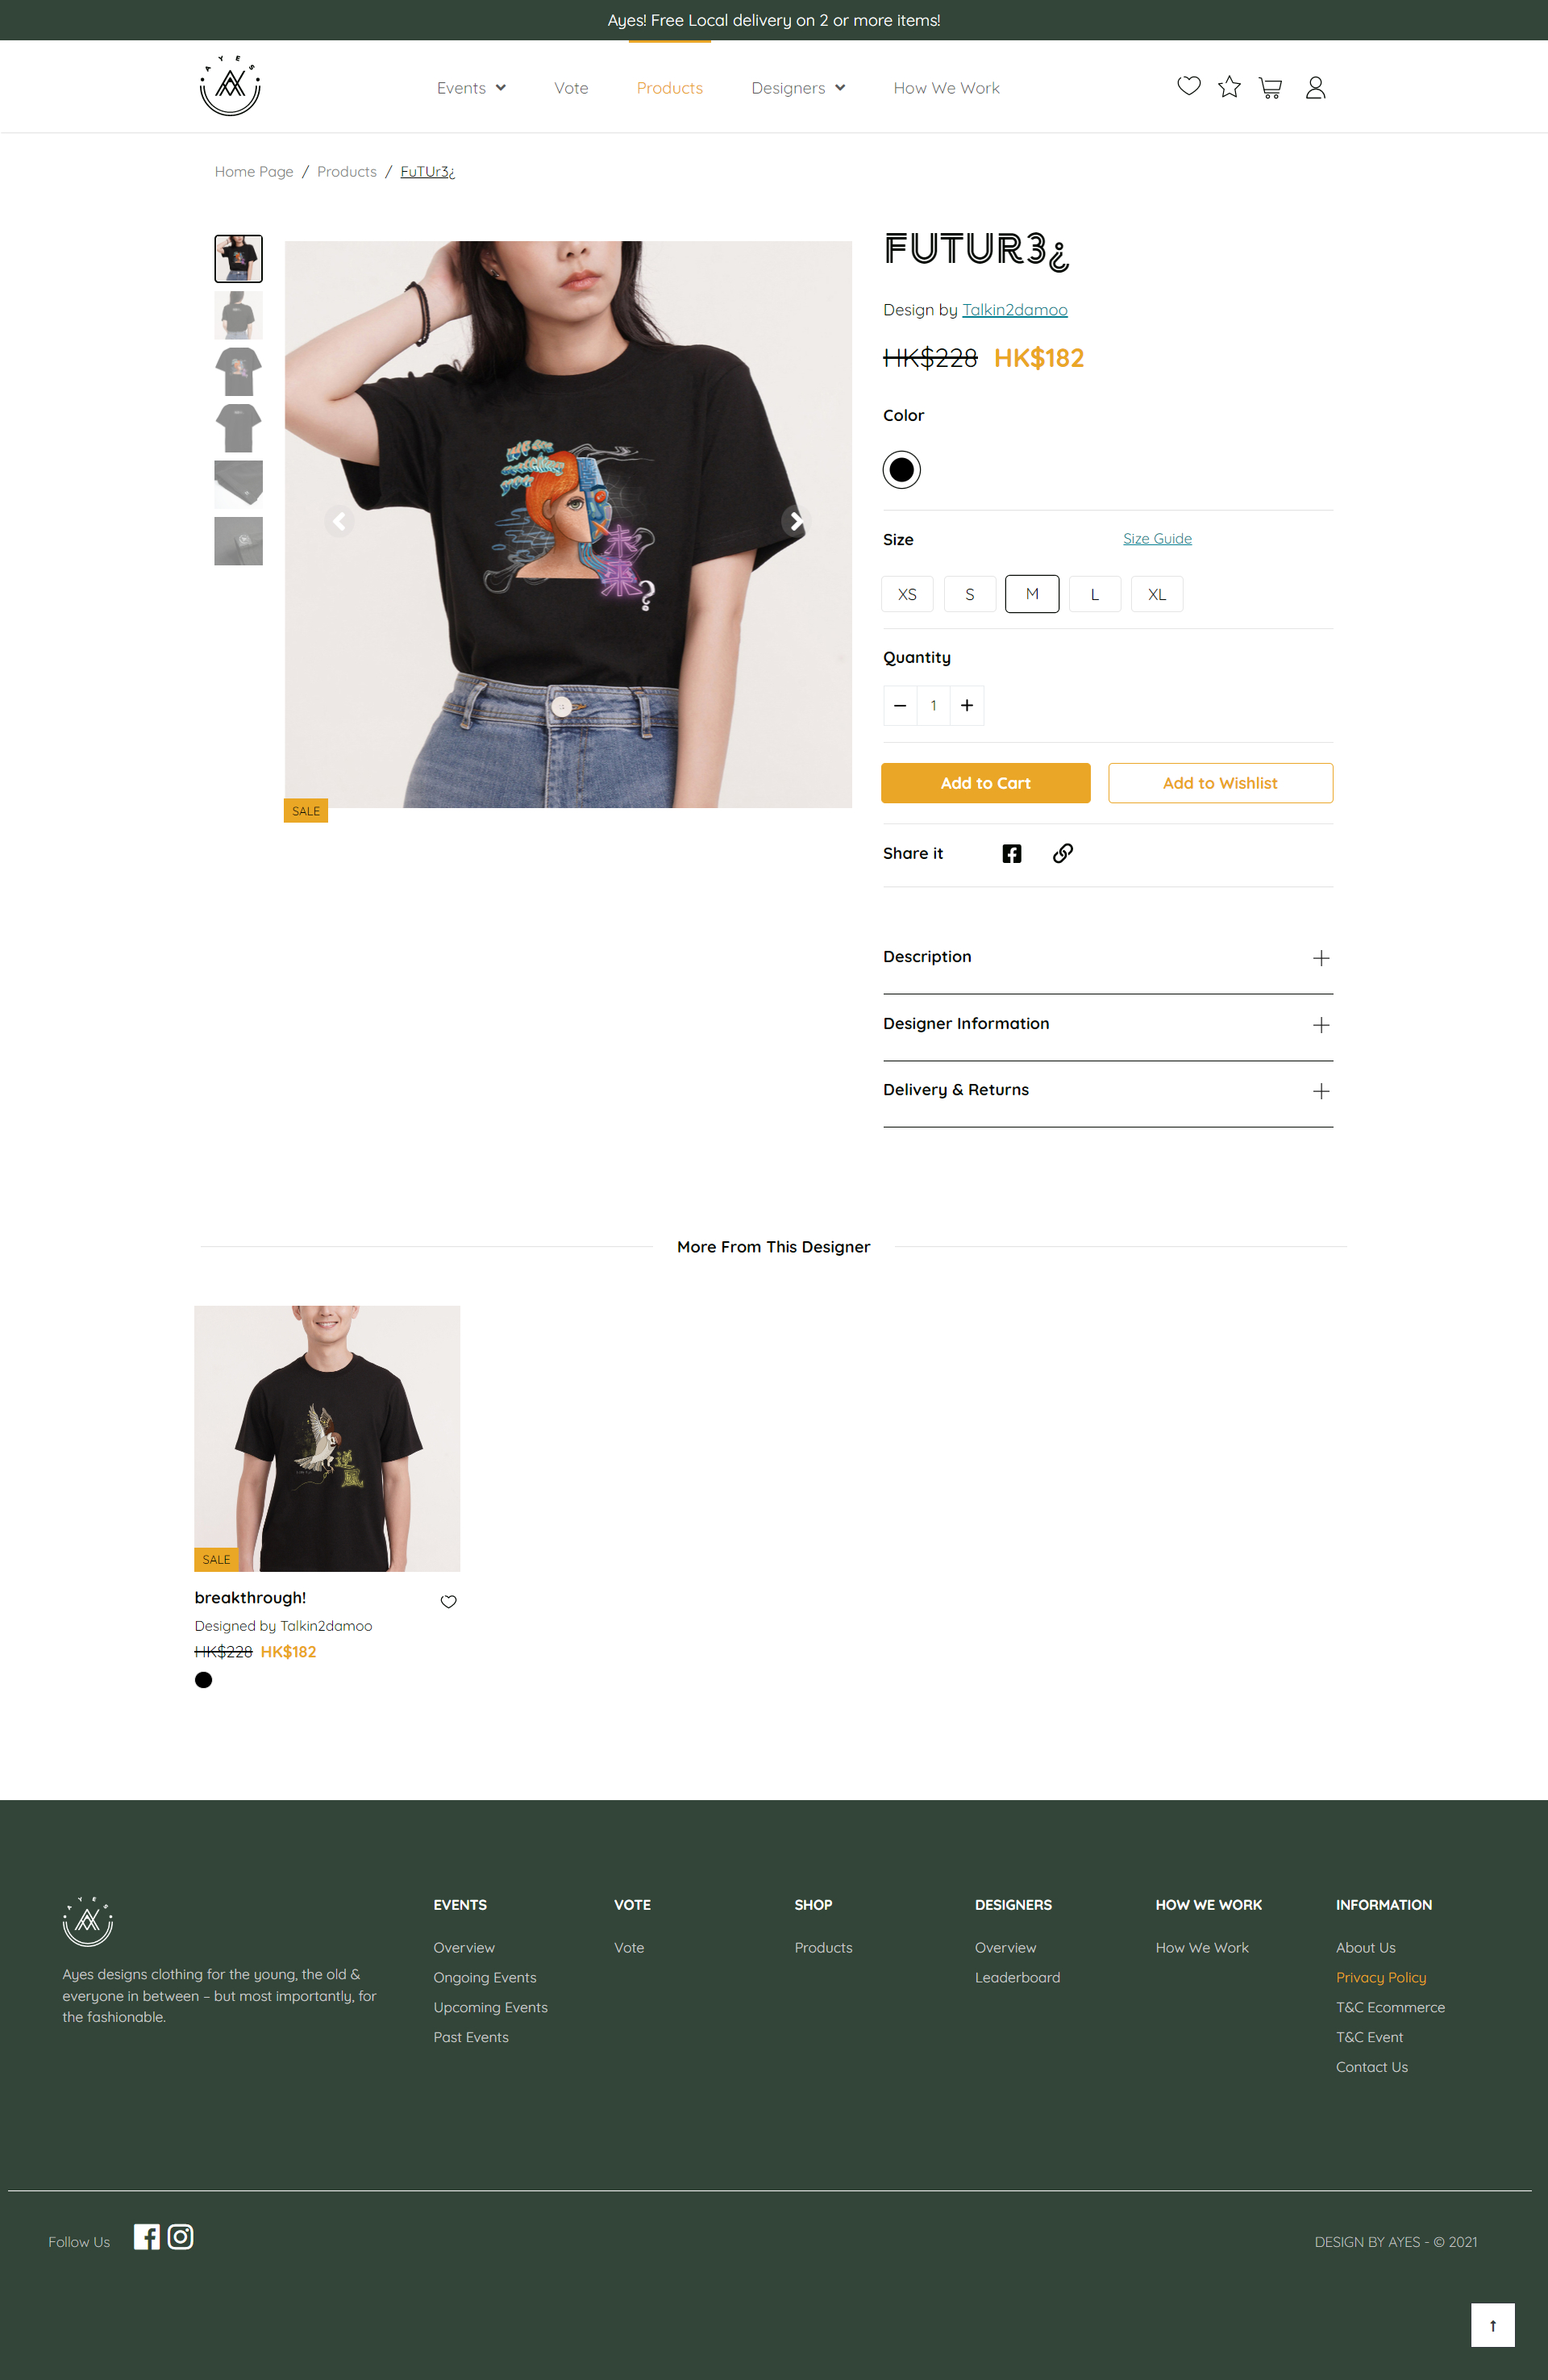 Ayes! Free Local delivery on 2 or more items!
AYES
Events
Vote
Products
Designers
How We Work
Home Page / Products / FuTUr3¿
FUTUR3¿
Design by Talkin2damoo
HK$228 HK$182
Color
Size
Size Guide
XS
S
M
L
XL
Quantity
1
Add to Cart
Add to Wishlist
Share it
未
来
?
SALE
Description
Designer Information
Delivery & Returns
More From This Designer
逆
風
SALE
breakthrough!
Designed by Talkin2damoo
HK$228 HK$182
AYES
Ayes designs clothing for the young, the old &
everyone in between – but most importantly, for
the fashionable.
EVENTS
Overview
Ongoing Events
Upcoming Events
Past Events
VOTE
Vote
SHOP
Products
DESIGNERS
Overview
Leaderboard
HOW WE WORK
How We Work
INFORMATION
About Us
Privacy Policy
T&C Ecommerce
T&C Event
Contact Us
Follow Us
DESIGN BY AYES - © 2021